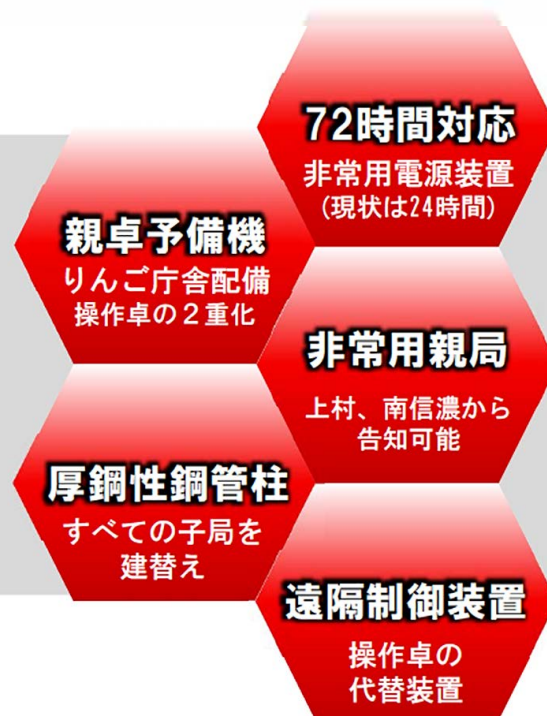 72時間対応
非常用電源装置
(現状は24時間)
親卓予備機
りんご庁舎配備
操作卓の２重化
非常用親局
上村、南信濃から
告知可能
厚鋼性鋼管柱
すべての子局を
建替え
遠隔制御装置
操作卓の
代替装置